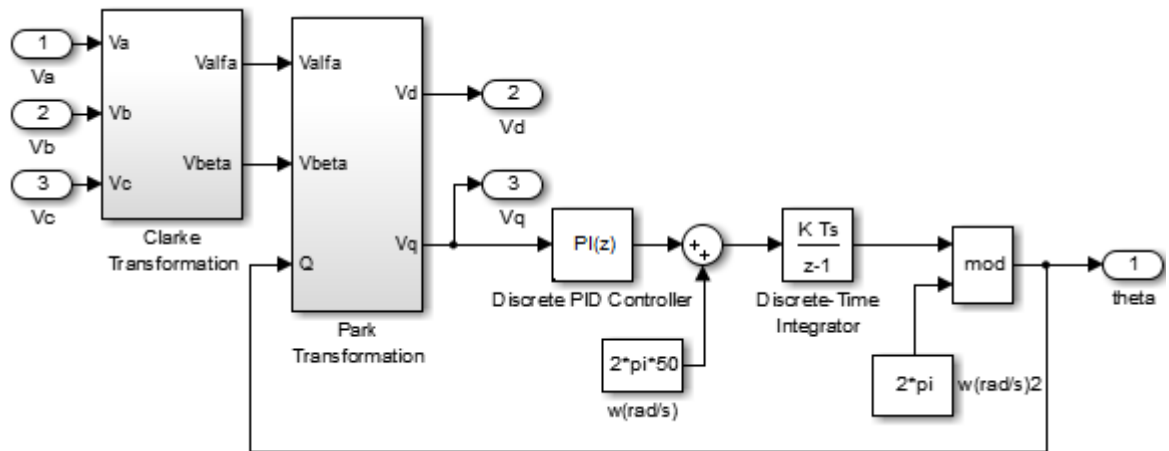 1
Va
2
Vb
3
Vc
Va
Vb
Vc
Valfa
Vbeta
Clarke
Transformation
Valfa
Vbeta
Q
Vd
Vq
Park
Transformation
2
Vd
3
Vq
PI(z)
Discrete PID Controller
++
2*pi*50
w(rad/s)
K Ts
z-1
Discrete-Time
Integrator
mod
2*pi
w(rad/s)2
1
theta